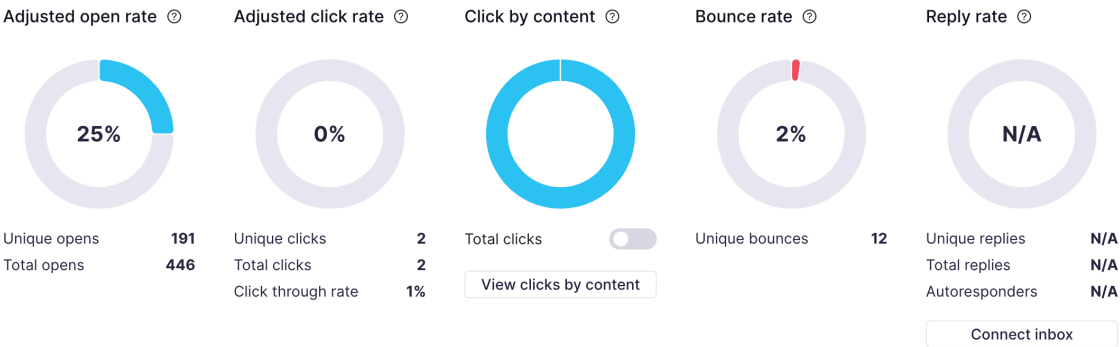 Adjusted open rate
25%
Unique opens 191
Total opens 446
Adjusted click rate
0%
Unique clicks 2
Total clicks 2
Click through rate 1%
Click by content
Total clicks
View clicks by content
Bounce rate
2%
Unique bounces 12
Reply rate
N/A
Unique replies N/A
Total replies N/A
Autoresponders N/A
Connect inbox